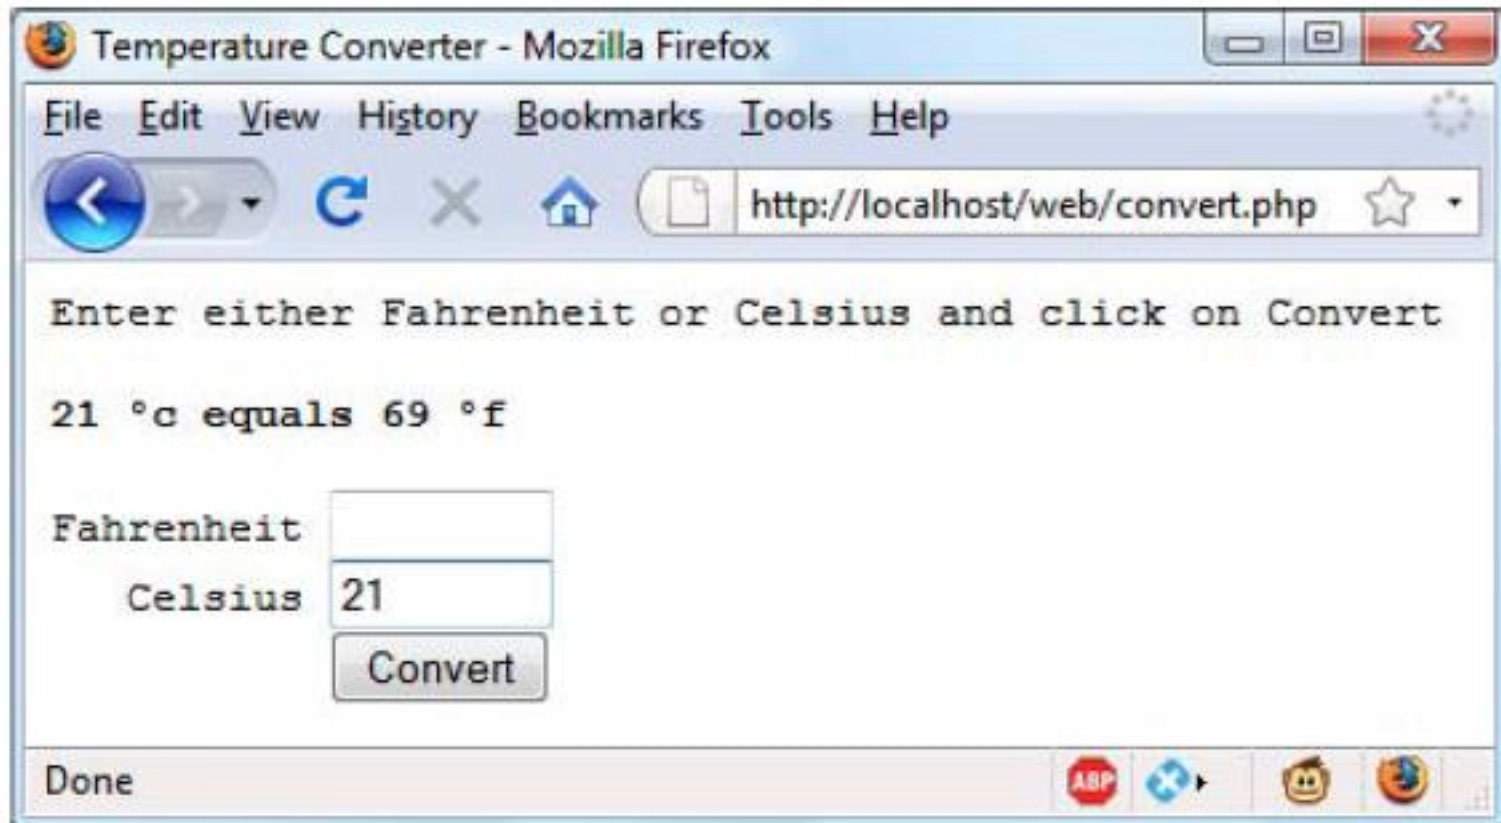 Temperature Converter - Mozilla Firefox
File Edit View History Bookmarks Tools Help
http://localhost/web/convert.php
Enter either Fahrenheit or Celsius and click on Convert
21 °c equals 69 °f
Fahrenheit
Celsius 21
Convert
Done ABP